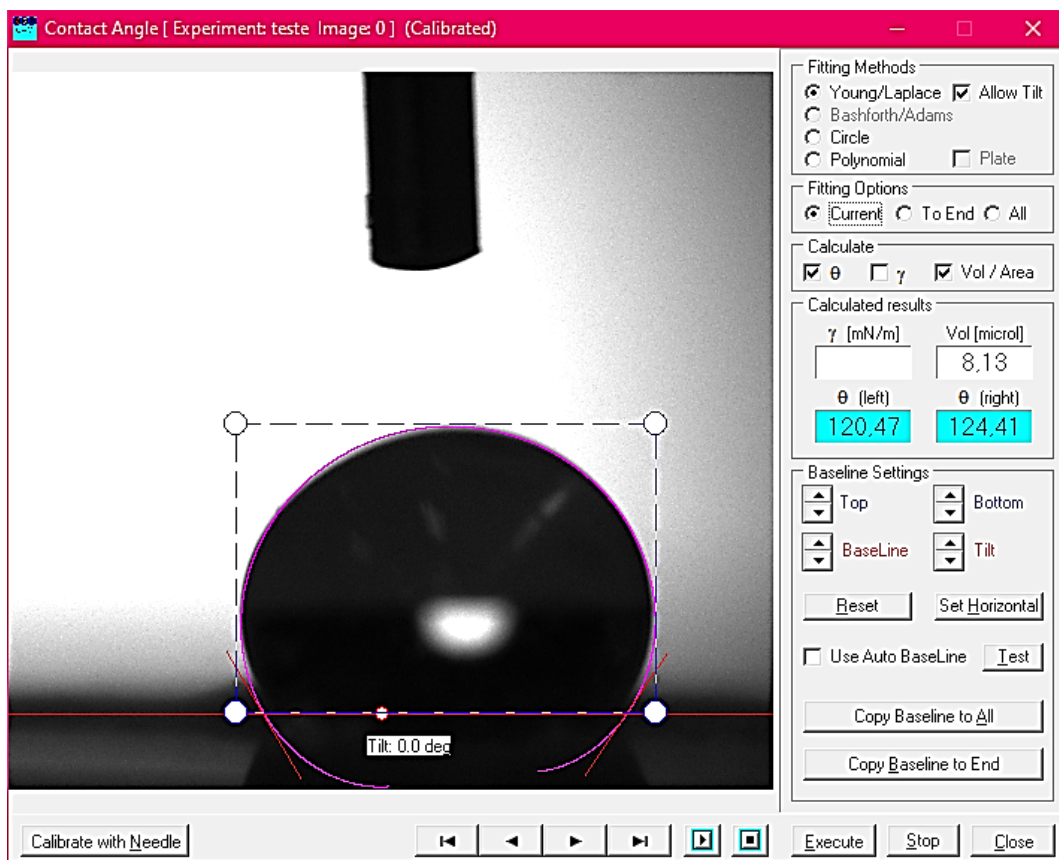 Contact Angle [ Experiment: teste Image: 0 ] (Calibrated)
Fitting Methods
Young/Laplace Allow Tilt
Bashforth/Adams
Circle
Polynomial Plate
Fitting Options
Current To End All
Calculate
θ γ Vol / Area
Calculated results
γ [mN/m] Vol [microl]
8,13
θ (left) θ (right)
120,47 124,41
Baseline Settings
Top Bottom
BaseLine Tilt
Reset Set Horizontal
Use Auto BaseLine Test
Copy Baseline to All
Copy Baseline to End
Tilt: 0.0 deg
Calibrate with Needle Execute Stop Close